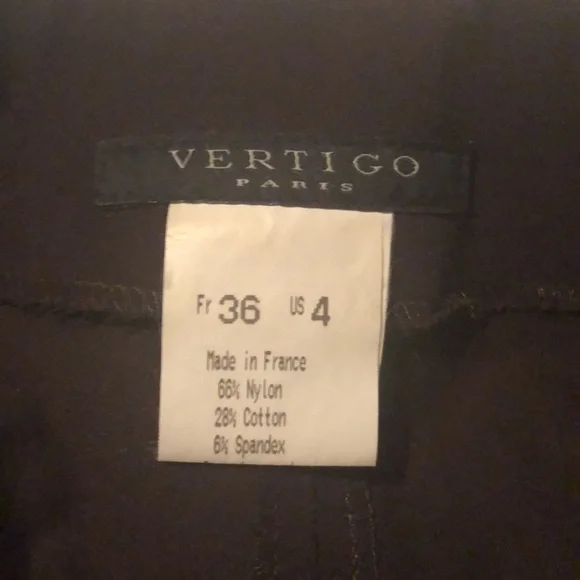 VERTIGO
PARIS
Fr 36 US 4
Made in France
66% Nylon
28% Cotton
6% Spandex